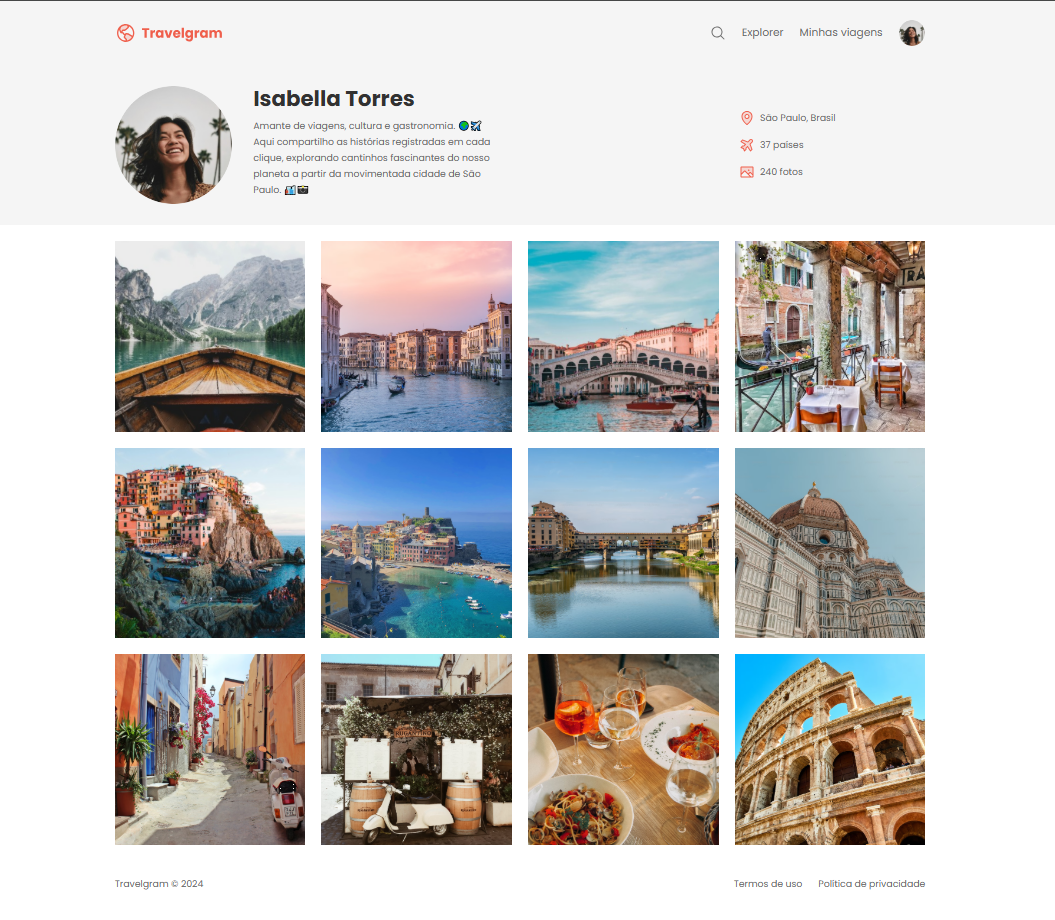 Travelgram
Explorer
Minhas viagens
Isabella Torres
Amante de viagens, cultura e gastronomia. 🌍✈️
Aqui compartilho as histórias registradas em cada
clique, explorando cantinhos fascinantes do nosso
planeta a partir da movimentada cidade de São
Paulo. 🏙️📸
São Paulo, Brasil
37 países
240 fotos
TRA
Travelgram © 2024
Termos de uso
Política de privacidade